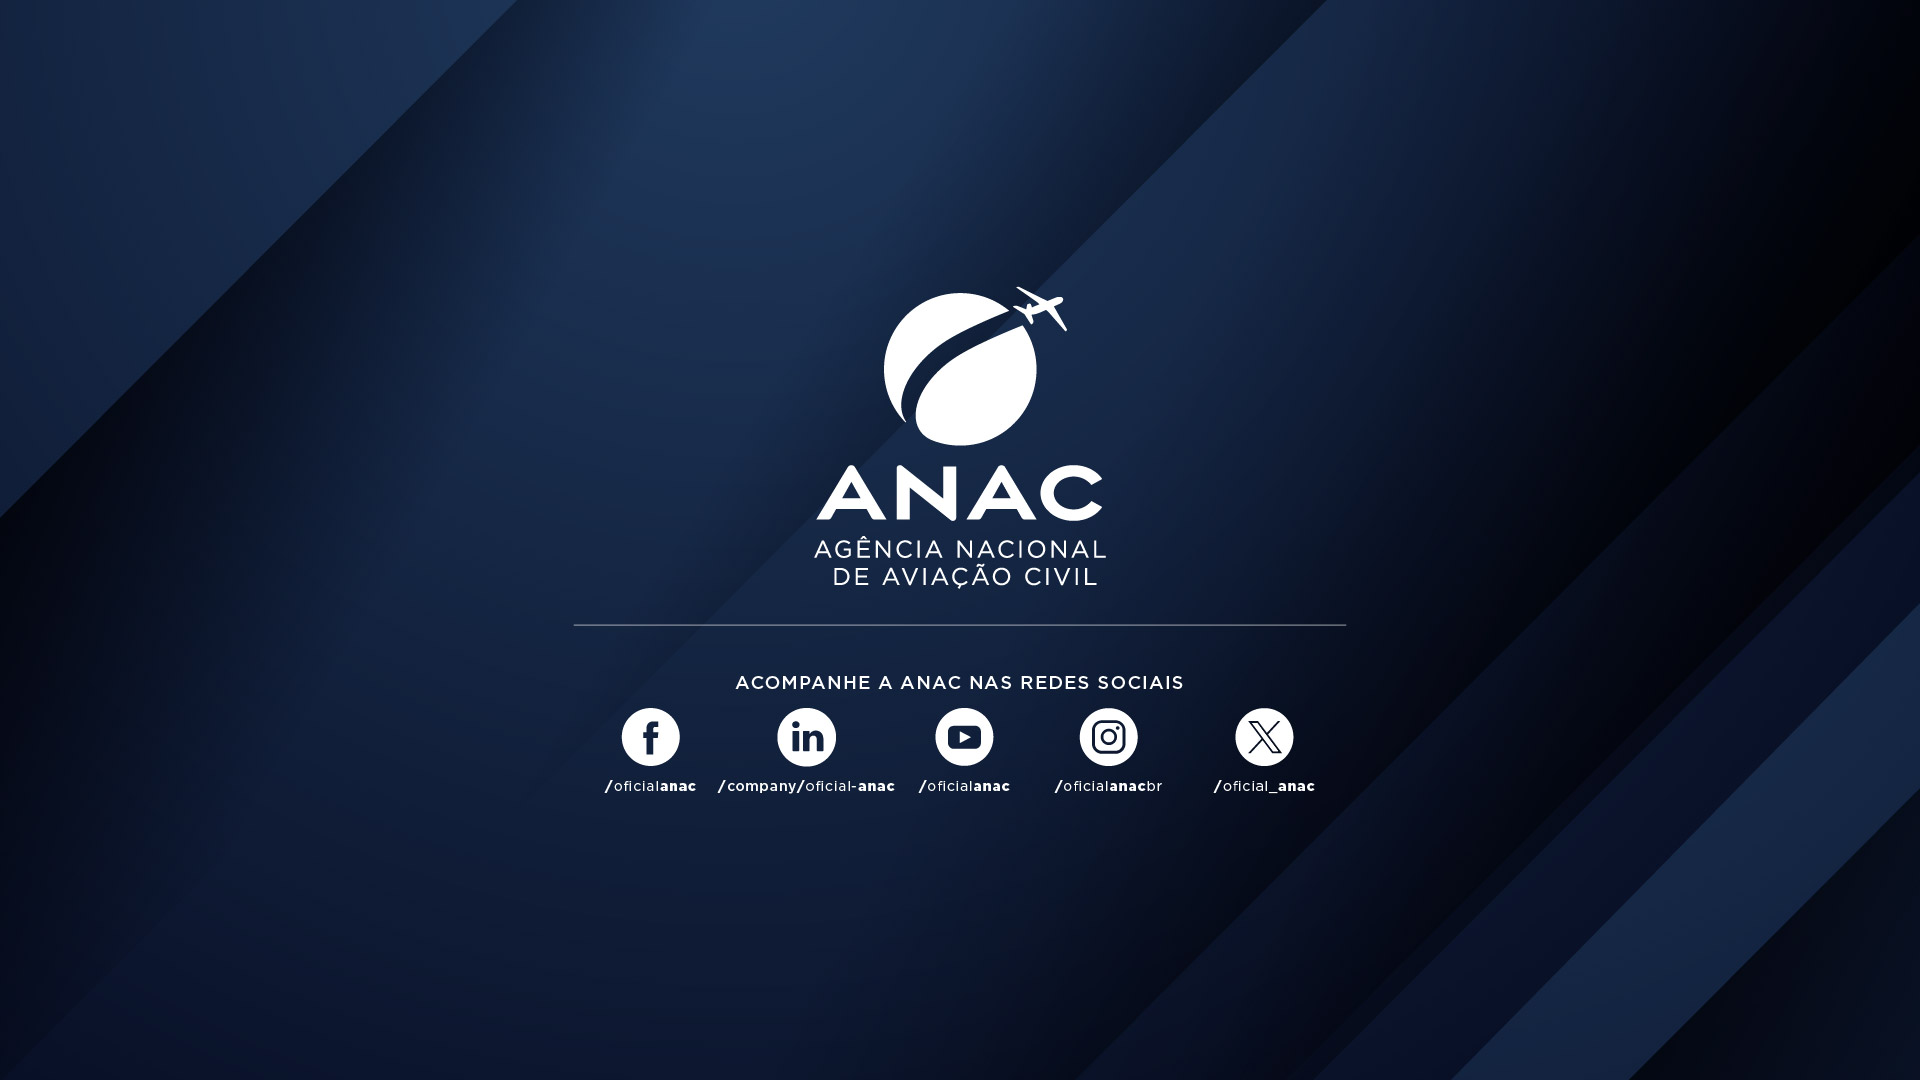 ANAC
AGÊNCIA NACIONAL
DE AVIAÇÃO CIVIL
ACOMPANHE A ANAC NAS REDES SOCIAIS
/oficialanac /company/oficial-anac /oficialanac /oficialanacbr /oficial_anac